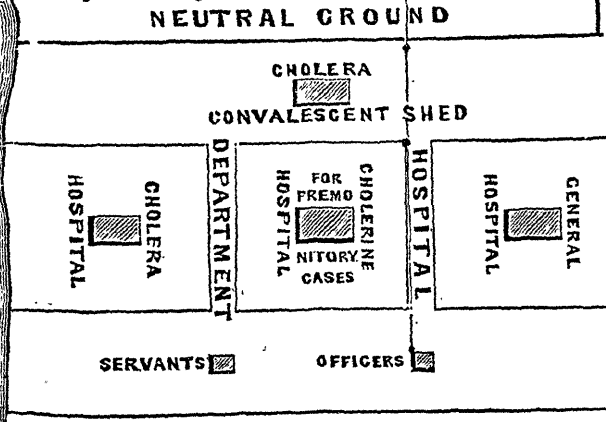 NEUTRAL GROUND
CHOLERA
CONVALESCENT SHED
HOSPITAL
CHOLERA
DEPARTMENT
HOSPITAL
FOR
PREMO
NITORY
CASES
CHOLERINE
HOSPITAL
HOSPITAL
GENERAL
SERVANTS
OFFICERS